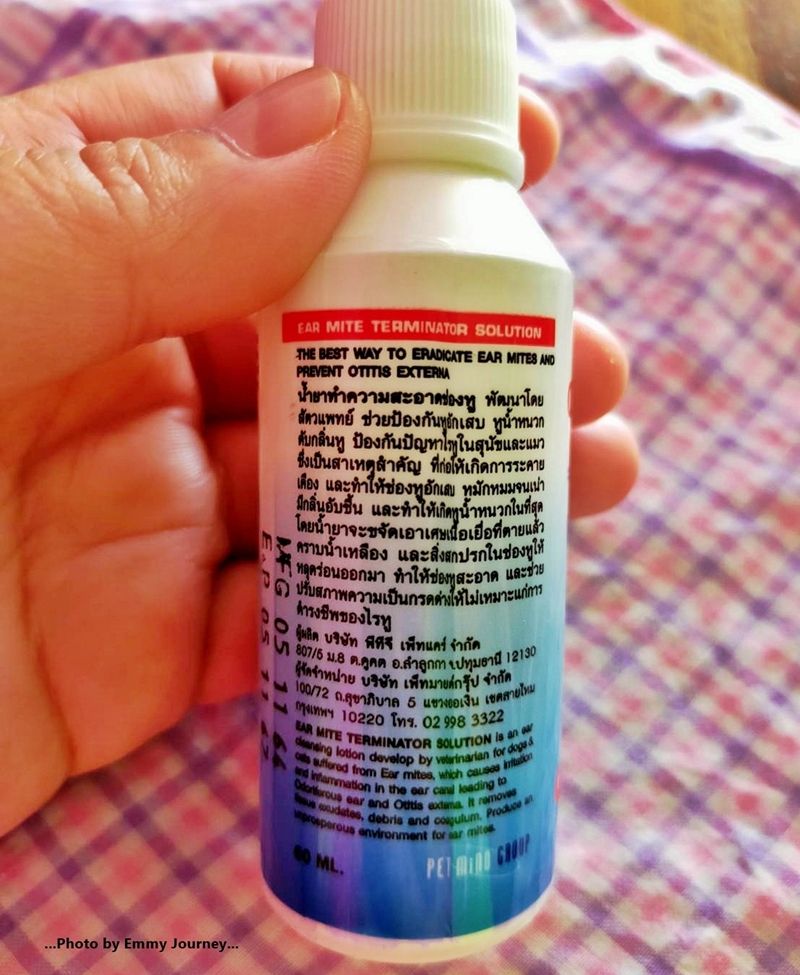 EAR MITE TERMINATOR SOLUTION
THE BEST WAY TO ERADICATE EAR MITES AND
PREVENT OTITIS EXTERNA
น้ำยาทำความสะอาดช่องหู พัฒนาโดย
สัตวแพทย์ ช่วยป้องกันหูอักเสบ หูน้ำหนวก
ดับกลิ่นหู ป้องกันปัญหาไรหูในสุนัขและแมว
ซึ่งเป็นสาเหตุสำคัญ ที่ก่อให้เกิดการระคาย
เคือง และทำให้ช่องหูอักเสบ หมักหมมจนเน่า
มีกลิ่นอับชื้น และทำให้เกิดหูน้ำหนวกในที่สุด
โดยน้ำยาจะขจัดเอาเศษเนื้อเยื่อที่ตายแล้ว
คราบน้ำเหลือง และสิ่งสกปรกในช่องหูให้
หลุดร่อนออกมา ทำให้ช่องหูสะอาด และช่วย
ปรับสภาพความเป็นกรดด่างให้ไม่เหมาะแก่การ
ดำรงชีพของไรหู
ผู้ผลิต บริษัท พีทีจี เพ็ทแคร์ จำกัด
807/5 ม.8 ต.คูคต อ.ลำลูกกา จ.ปทุมธานี 12130
ผู้จัดจำหน่าย บริษัท เพ็ทมายด์กรุ๊ป จำกัด
100/72 ถ.สุขาภิบาล 5 แขวงออเงิน เขตสายไหม
กรุงเทพฯ 10220 โทร. 02 998 3322
EAR MITE TERMINATOR SOLUTION is an ear
cleansing lotion develop by veterinarian for dogs &
cats suffered from Ear mites, which causes irritation
and inflammation in the ear canal leading to
Odoriferous ear and Otitis externa. It removes
tissue exudates, debris and coagulum. Produce an
improsperous environment for ear mites.
60 ML.
PET MIND GROUP
MFG 05 11 64
EXP 05 11 67
...Photo by Emmy Journey...